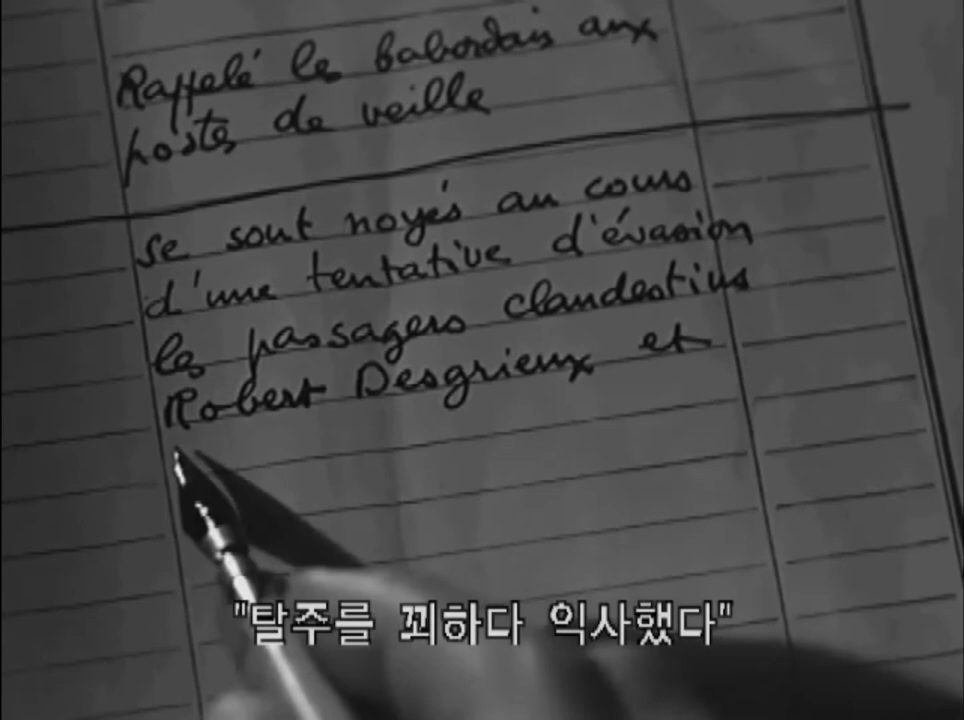 Rappelé les babordais aux
postes de veille
se sont noyés au cours
d'une tentative d'évasion
les passagers clandestins
Robert Desgrieux et
"탈주를 꾀하다 익사했다"